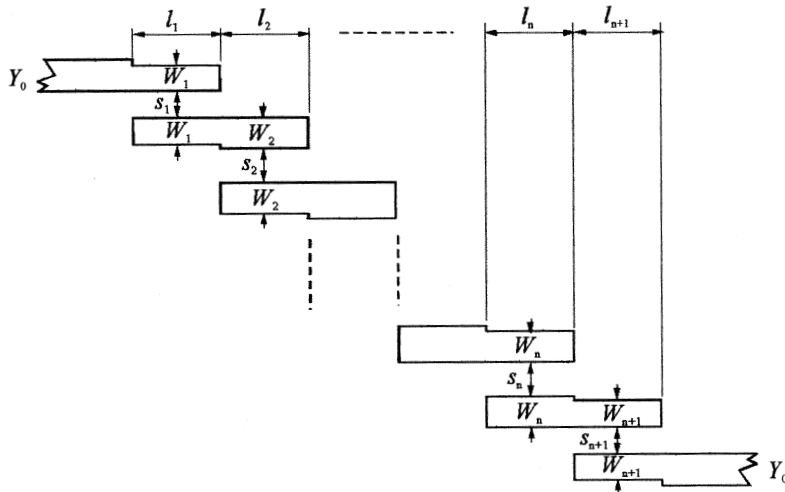 l₁ l₂ lₙ lₙ₊₁
Y₀ W₁
s₁
W₁ W₂
s₂
W₂
Wₙ
sₙ
Wₙ Wₙ₊₁
sₙ₊₁
Wₙ₊₁ Y₀